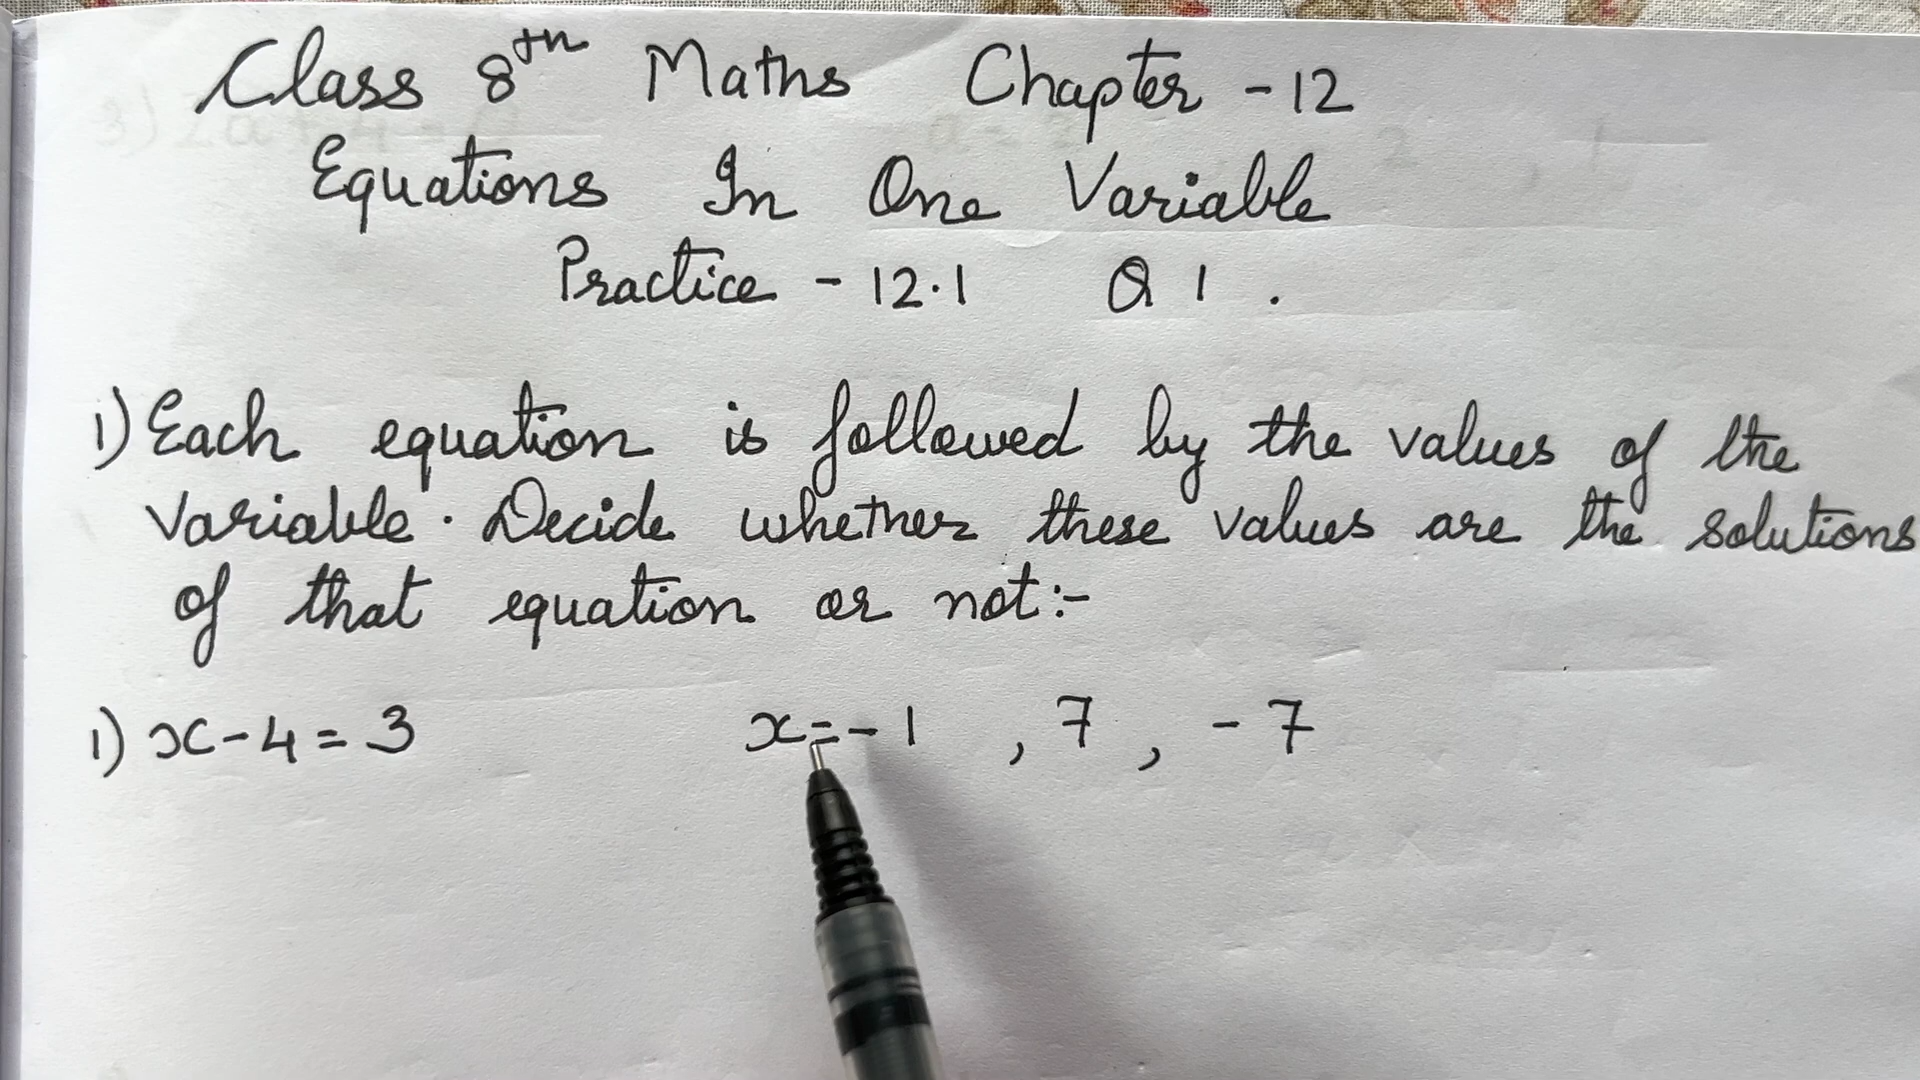 Class 8th Maths Chapter - 12
Equations In One Variable
Practice - 12.1 Q 1 .
1) Each equation is followed by the values of the
variable. Decide whether these values are the solutions
of that equation or not:-
1) x - 4 = 3 x = - 1 , 7 , - 7